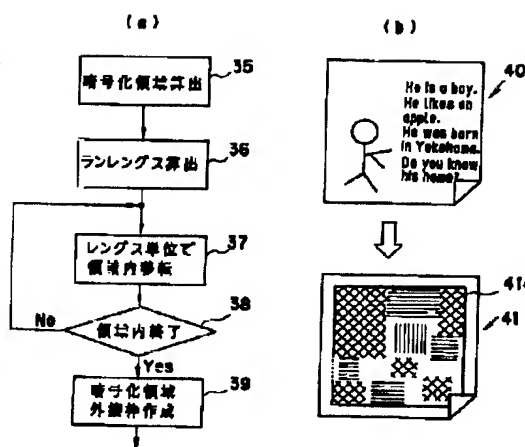 (a)
暗号化領域算出
35
ランレングス算出
36
レングス単位で
領域内移転
37
領域内終了
38
No
Yes
暗号化領域
外接枠作成
39
(b)
He is a boy.
He likes an
apple.
He was born
in Yokohama.
Do you know
his home?
40
41a
41